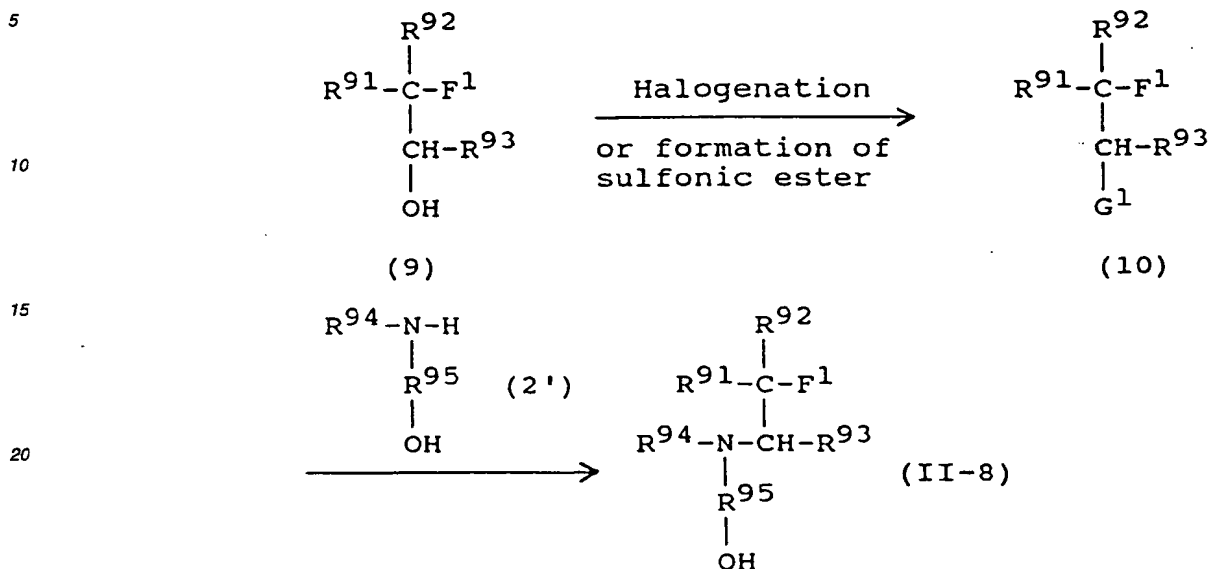 5
R92
R91-C-F1
CH-R93
OH
(9)
Halogenation
or formation of
sulfonic ester
R92
R91-C-F1
CH-R93
G1
(10)
10
15
R94-N-H
R95 (2')
OH
20
R92
R91-C-F1
R94-N-CH-R93
R95
OH
(II-8)